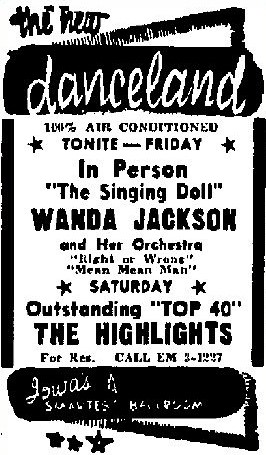 the new
danceland
100% AIR CONDITIONED
TONITE — FRIDAY
In Person
"The Singing Doll"
WANDA JACKSON
and Her Orchestra
"Right or Wrong"
"Mean Mean Man"
SATURDAY
Outstanding "TOP 40"
THE HIGHLIGHTS
For Res. CALL EM 3-1227
Iowa's
SMARTEST BALLROOM